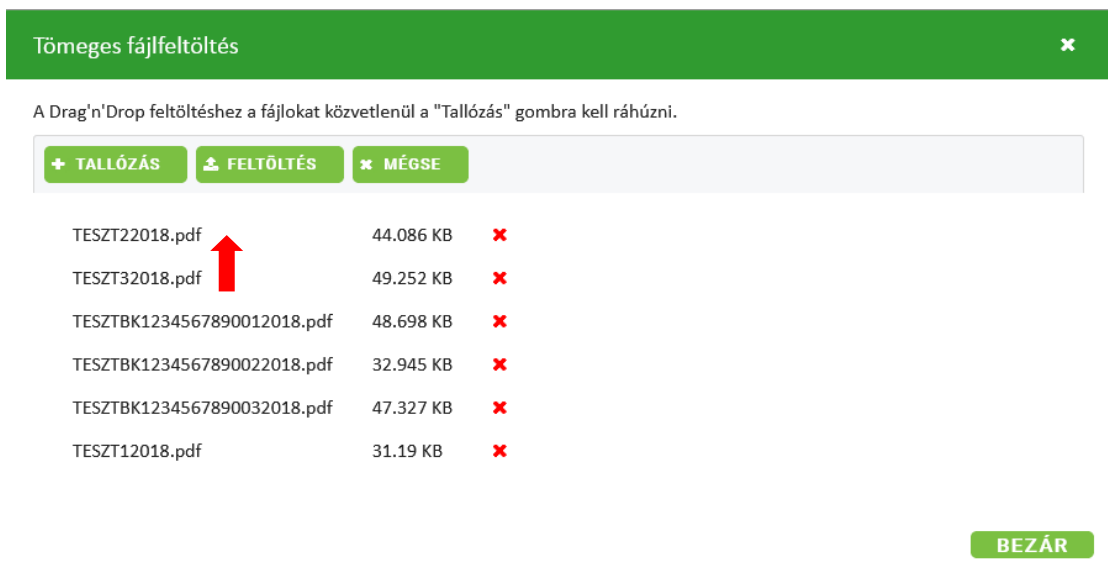 Tömeges fájlfeltöltés
A Drag'n'Drop feltöltéshez a fájlokat közvetlenül a "Tallózás" gombra kell ráhúzni.
TALLÓZÁS FELTÖLTÉS MÉGSE
TESZT22018.pdf 44.086 KB
TESZT32018.pdf 49.252 KB
TESZTBK1234567890012018.pdf 48.698 KB
TESZTBK1234567890022018.pdf 32.945 KB
TESZTBK1234567890032018.pdf 47.327 KB
TESZT12018.pdf 31.19 KB
BEZÁR